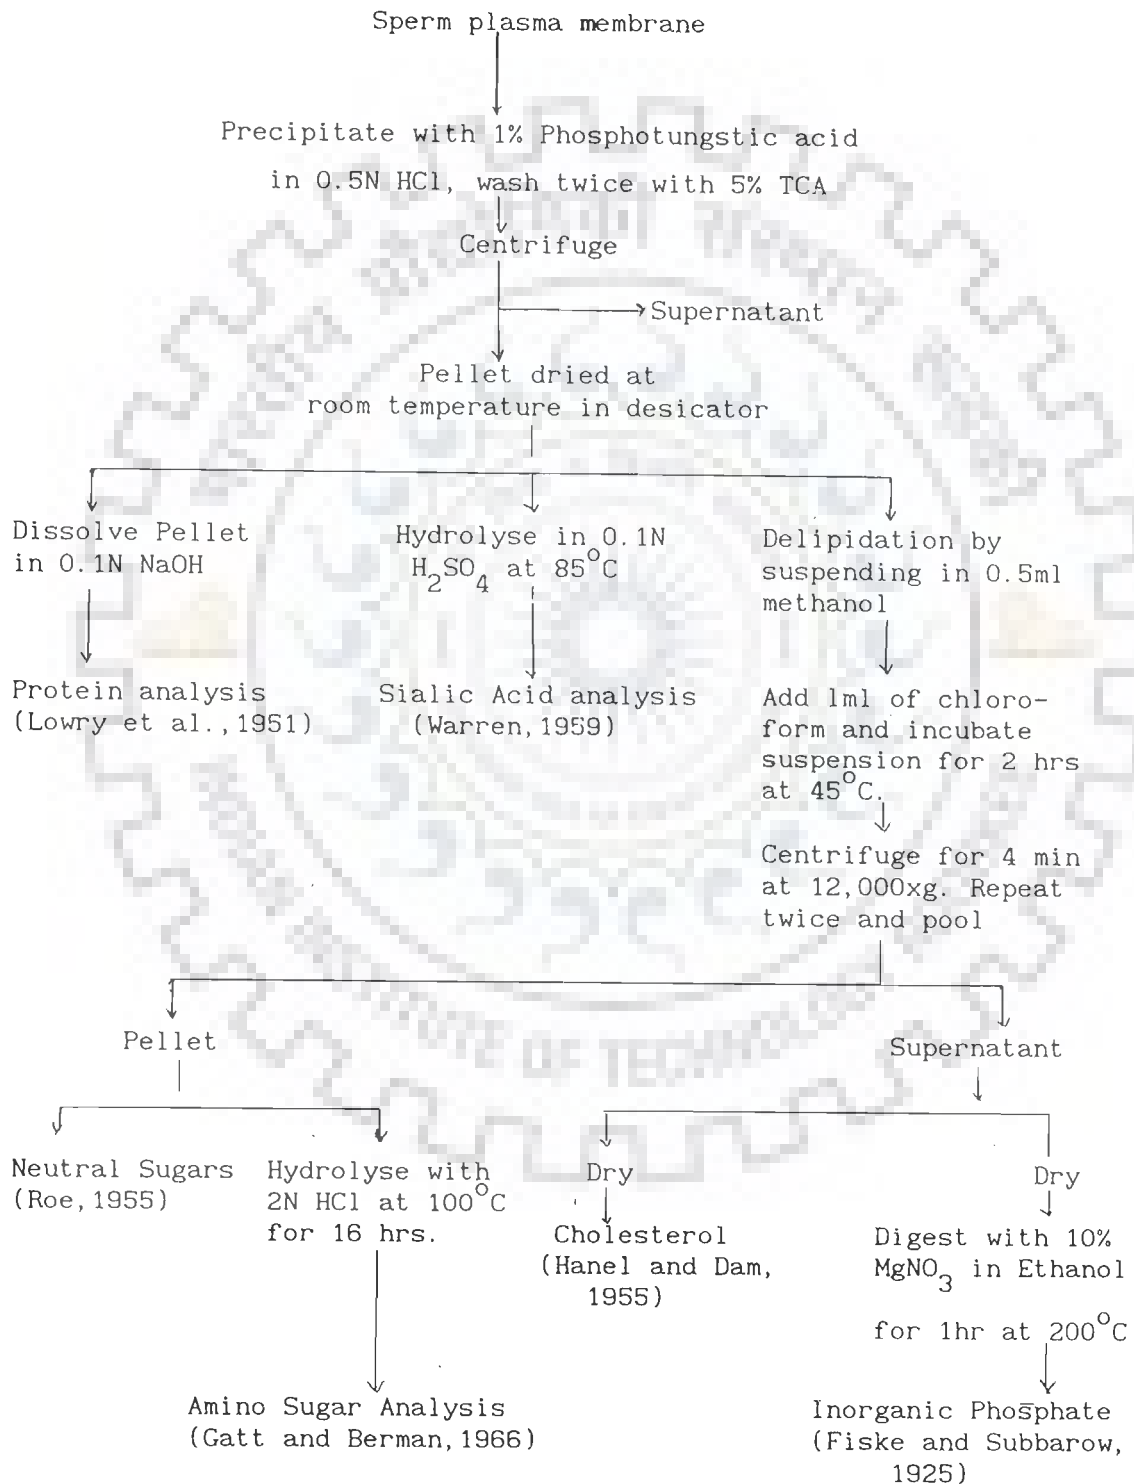 Sperm plasma membrane
Precipitate with 1% Phosphotungstic acid
in 0.5N HCl, wash twice with 5% TCA
Centrifuge
Supernatant
Pellet dried at
room temperature in desicator
Dissolve Pellet
in 0.1N NaOH
Protein analysis
(Lowry et al.,1951)
Hydrolyse in 0.1N
H₂SO₄ at 85°C
Sialic Acid analysis
(Warren,1959)
Delipidation by
suspending in 0.5ml
methanol
Add 1ml of chloro-
form and incubate
suspension for 2 hrs
at 45°C.
Centrifuge for 4 min
at 12,000xg. Repeat
twice and pool
Pellet
Supernatant
Neutral Sugars
(Roe,1955)
Hydrolyse with
2N HCl at 100°C
for 16 hrs.
Amino Sugar Analysis
(Gatt and Berman,1966)
Dry
Cholesterol
(Hanel and Dam,
1955)
Dry
Digest with 10%
MgNO₃ in Ethanol
for 1hr at 200°C
Inorganic Phosphate
(Fiske and Subbarow,
1925)
OF TECHNOLOGY